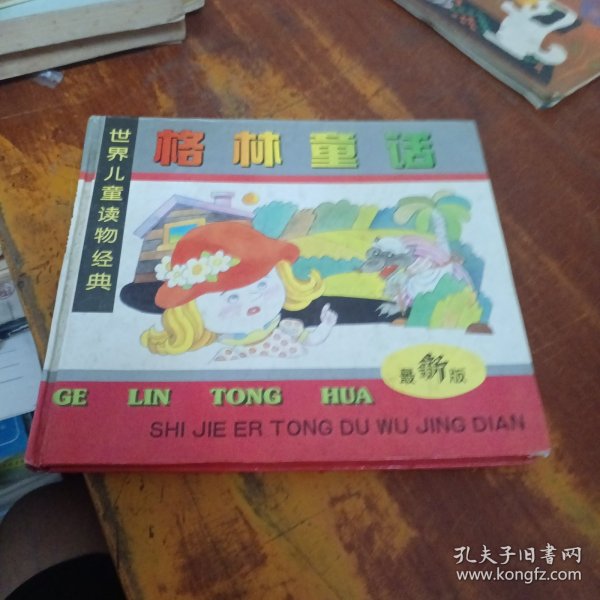 世界儿童读物经典
格林童话
最新版
GE LIN TONG HUA
SHI JIE ER TONG DU WU JING DIAN
孔夫子旧书网
www.kongfz.com